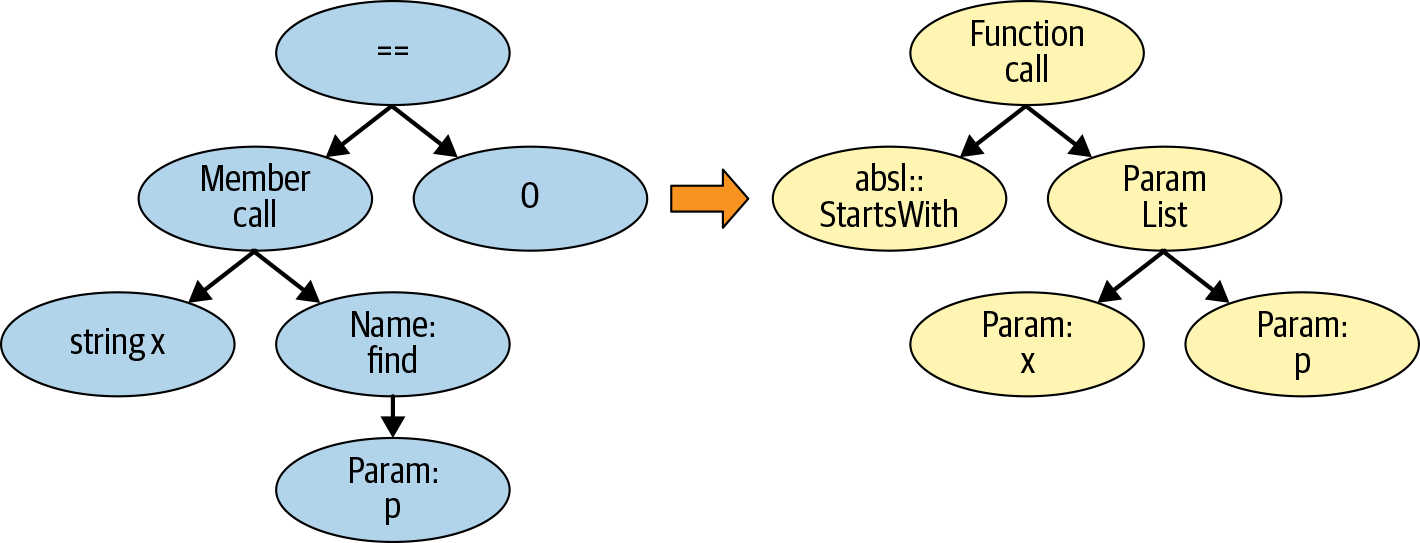 ==
Function
call
Member
call
0
absl::
StartsWith
Param
List
string x
Name:
find
Param:
x
Param:
p
Param:
p